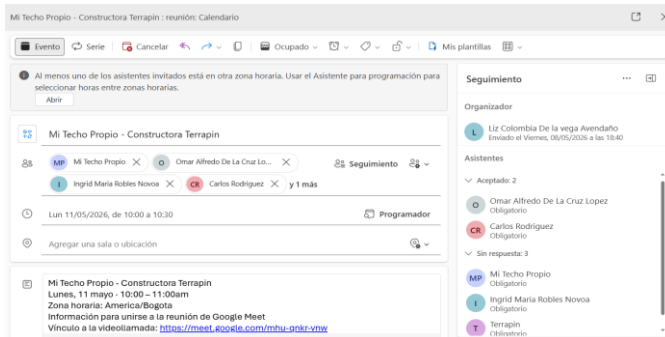 Mi Techo Propio - Constructora Terrapin : reunión: Calendario
Evento Serie Cancelar Ocupado Mis plantillas
Al menos uno de los asistentes invitados está en otra zona horaria. Usar el Asistente para programación para
seleccionar horas entre zonas horarias.
Abrir
Mi Techo Propio - Constructora Terrapin
MP Mi Techo Propio O Omar Alfredo De La Cruz Lo... Seguimiento
I Ingrid Maria Robles Novoa CR Carlos Rodriguez y 1 más
Lun 11/05/2026, de 10:00 a 10:30 Programador
Agregar una sala o ubicación
Mi Techo Propio - Constructora Terrapin
Lunes, 11 mayo · 10:00 – 11:00am
Zona horaria: America/Bogota
Información para unirse a la reunión de Google Meet
Vínculo a la videollamada: https://meet.google.com/mhu-qnkr-vnw
Seguimiento
Organizador
L Liz Colombia De la vega Avendaño
Enviado el Viernes, 08/05/2026 a las 18:40
Asistentes
Aceptado: 2
O Omar Alfredo De La Cruz Lopez
Obligatorio
CR Carlos Rodriguez
Obligatorio
Sin respuesta: 3
MP Mi Techo Propio
Obligatorio
I Ingrid Maria Robles Novoa
Obligatorio
T Terrapin
Obligatorio